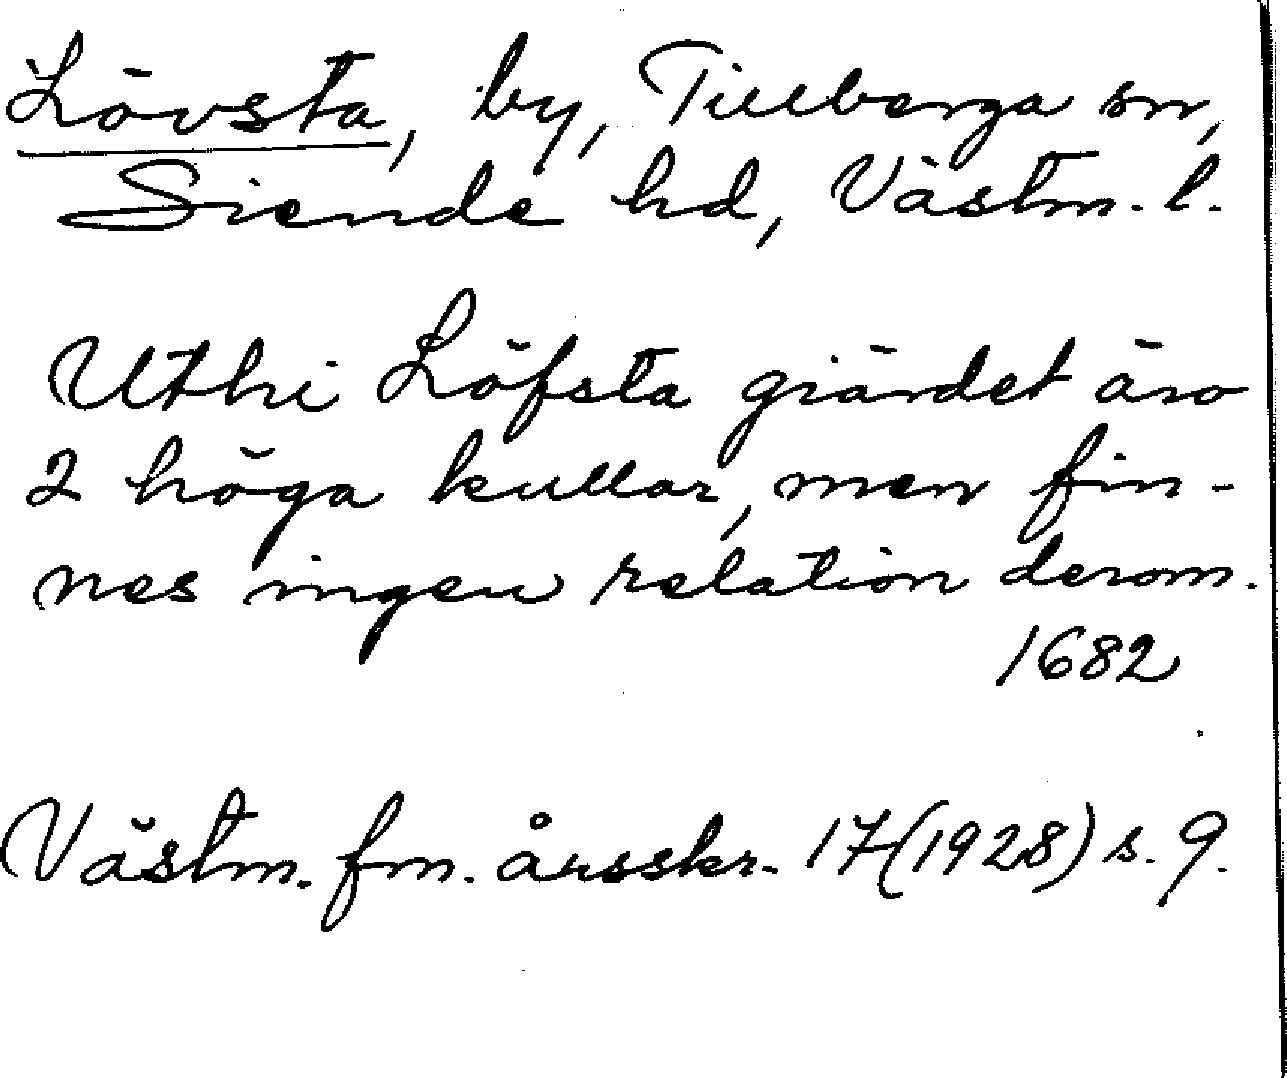 Lövsta, by, Tillberga sn,
Siende hd, Västm. l.
Uthi Löfsta giärdet äro
2 höga kullar, men fin-
nes ingen relation derom.
1682
Västm. fm. årsskr. 17 (1928) s. 9.